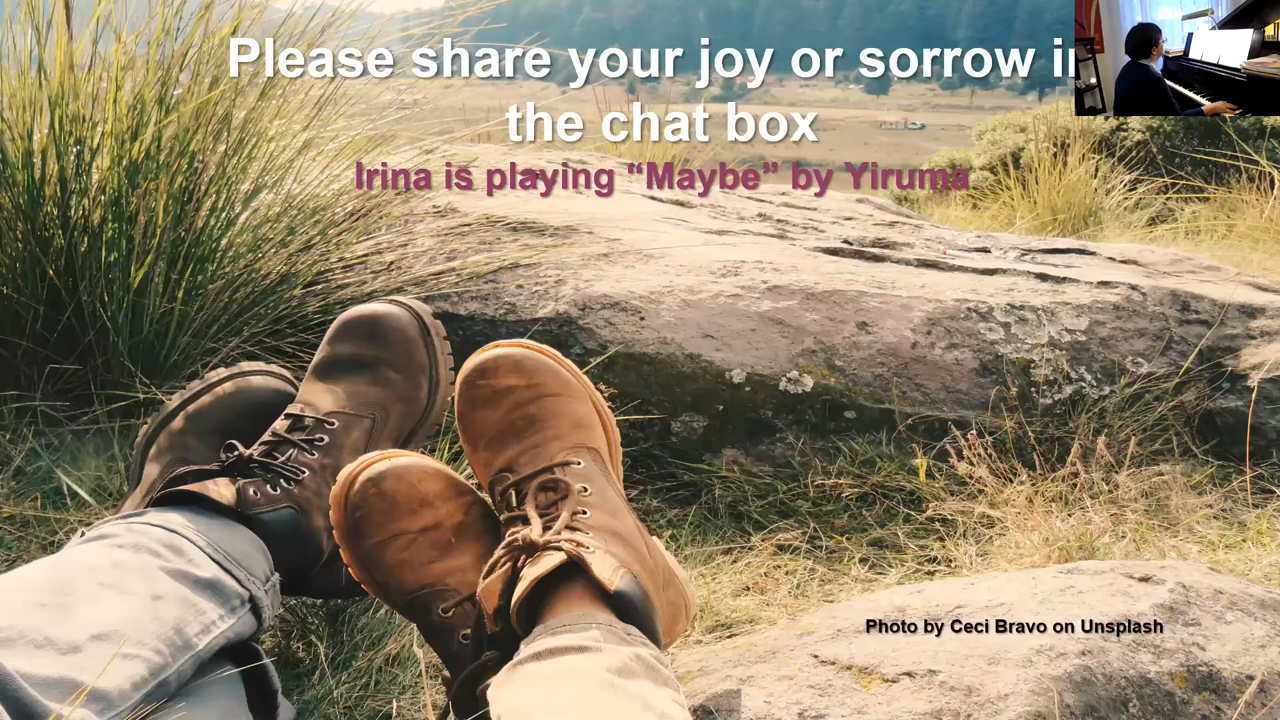 Please share your joy or sorrow in
the chat box
Irina is playing “Maybe” by Yiruma
Photo by Ceci Bravo on Unsplash